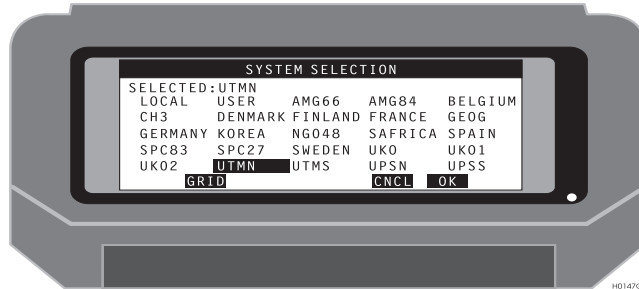 SYSTEM SELECTION
SELECTED:UTMN
LOCAL USER AMG66 AMG84 BELGIUM
CH3 DENMARK FINLAND FRANCE GEOG
GERMANY KOREA NGO48 SAFRICA SPAIN
SPC83 SPC27 SWEDEN UKO UKO1
UKO2 UTMN UTMS UPSN UPSS
GRID CNCL OK